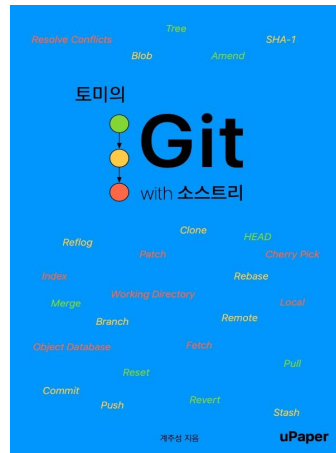 Tree
Resolve Conflicts
SHA-1
Blob
Amend
토미의
Git
with 소스트리
Clone
Reflog
HEAD
Patch
Cherry Pick
Index
Rebase
Working Directory
Merge
Local
Branch
Remote
Object Database
Fetch
Pull
Reset
Commit
Revert
Push
Stash
계주성 지음
uPaper